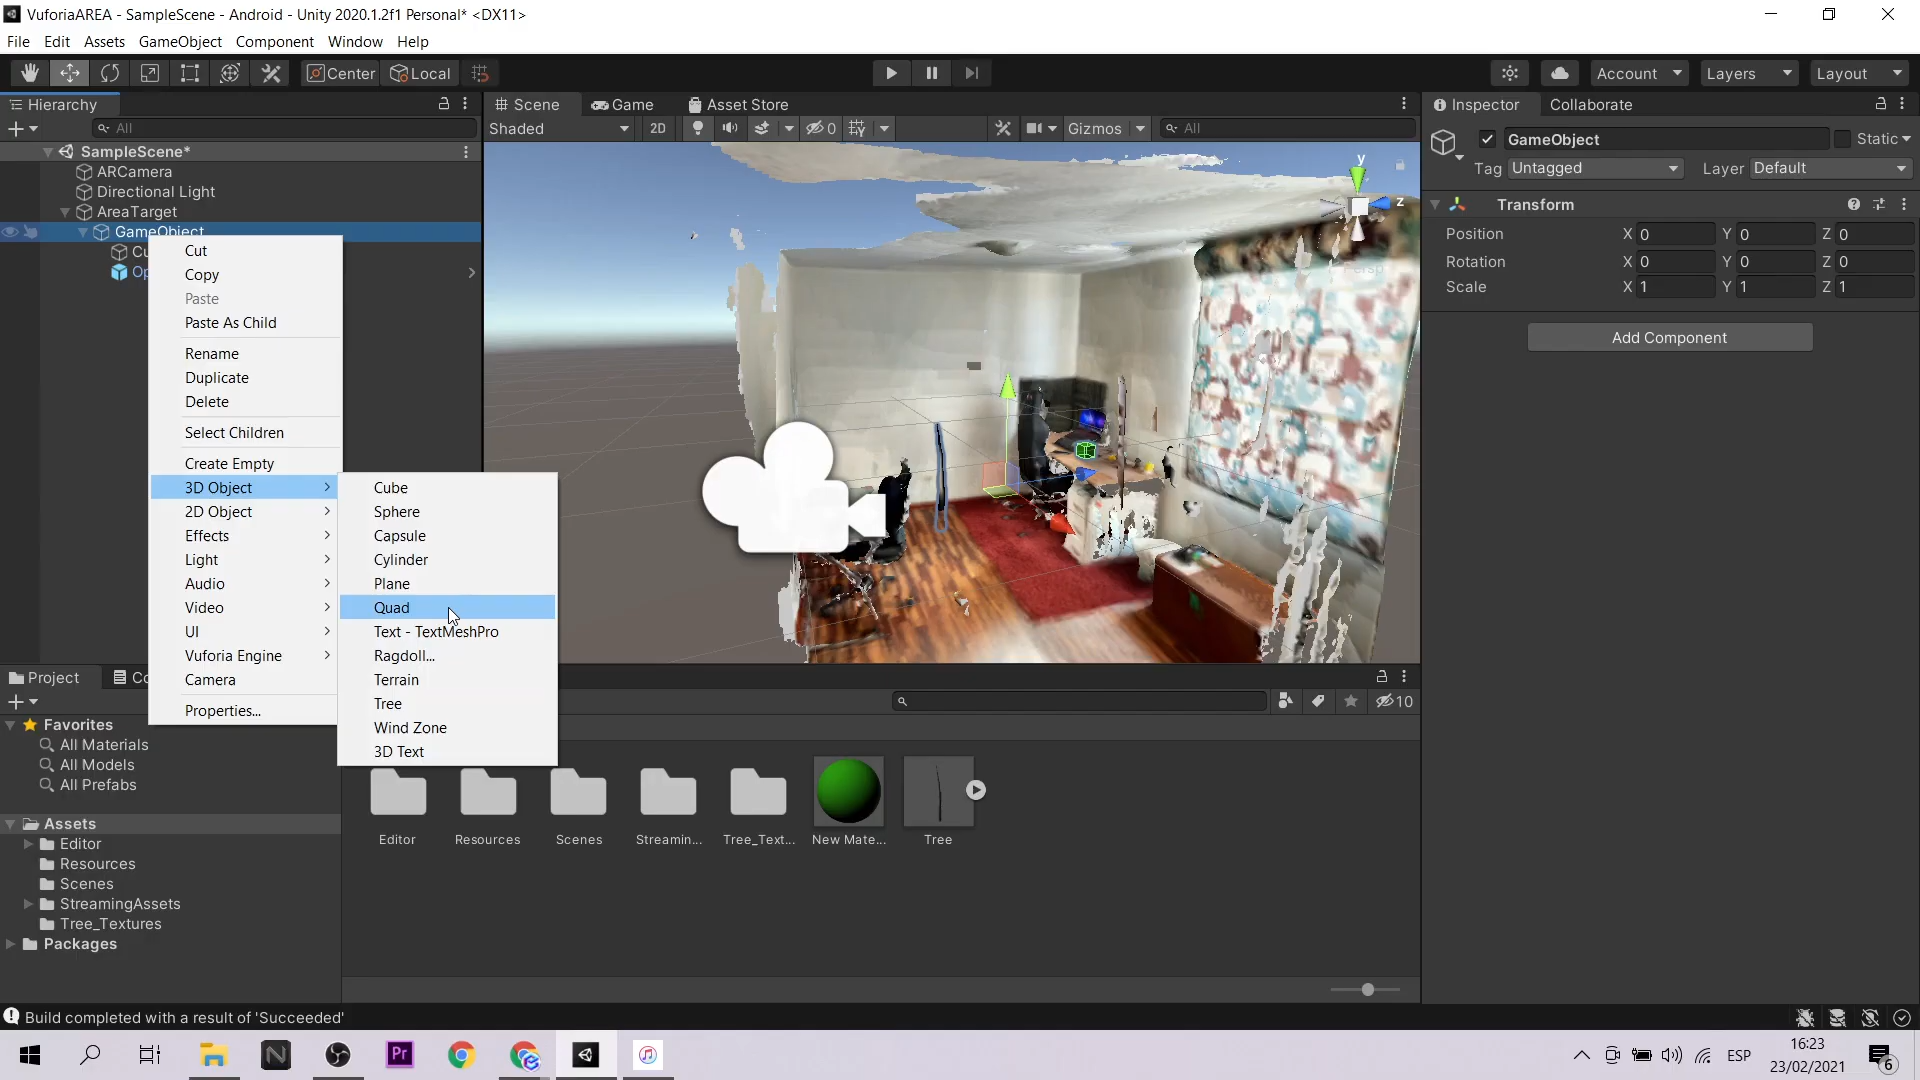 VuforiaAREA - SampleScene - Android - Unity 2020.1.2f1 Personal* <DX11>
File Edit Assets GameObject Component Window Help
Center Local Account Layers Layout
Hierarchy
All
SampleScene*
ARCamera
Directional Light
AreaTarget
GameObject
Cu
Op
Cut
Copy
Paste
Paste As Child
Rename
Duplicate
Delete
Select Children
Create Empty
3D Object
2D Object
Effects
Light
Audio
Video
UI
Vuforia Engine
Camera
Properties...
Cube
Sphere
Capsule
Cylinder
Plane
Quad
Text - TextMeshPro
Ragdoll...
Terrain
Tree
Wind Zone
3D Text
Scene Game Asset Store
Shaded 2D 0 Gizmos All
y
z
Persp
Inspector Collaborate
GameObject Static
Tag Untagged Layer Default
Transform
Position X 0 Y 0 Z 0
Rotation X 0 Y 0 Z 0
Scale X 1 Y 1 Z 1
Add Component
Project Co
10
Favorites
All Materials
All Models
All Prefabs
Assets
Editor
Resources
Scenes
StreamingAssets
Tree_Textures
Packages
Editor Resources Scenes Streamin... Tree_Text... New Mate... Tree
Build completed with a result of 'Succeeded'
N Pr ESP
16:23
23/02/2021
6